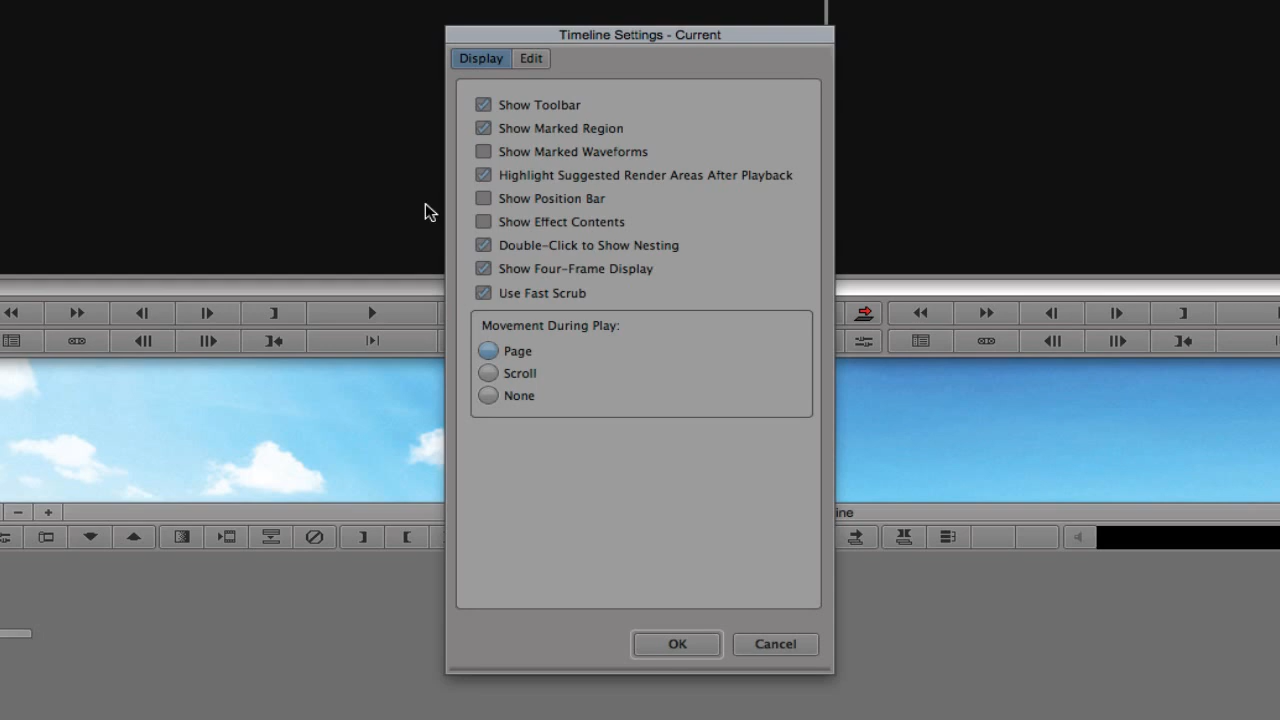 Timeline Settings - Current
Display Edit
Show Toolbar
Show Marked Region
Show Marked Waveforms
Highlight Suggested Render Areas After Playback
Show Position Bar
Show Effect Contents
Double-Click to Show Nesting
Show Four-Frame Display
Use Fast Scrub
Movement During Play:
Page
Scroll
None
ine
OK Cancel